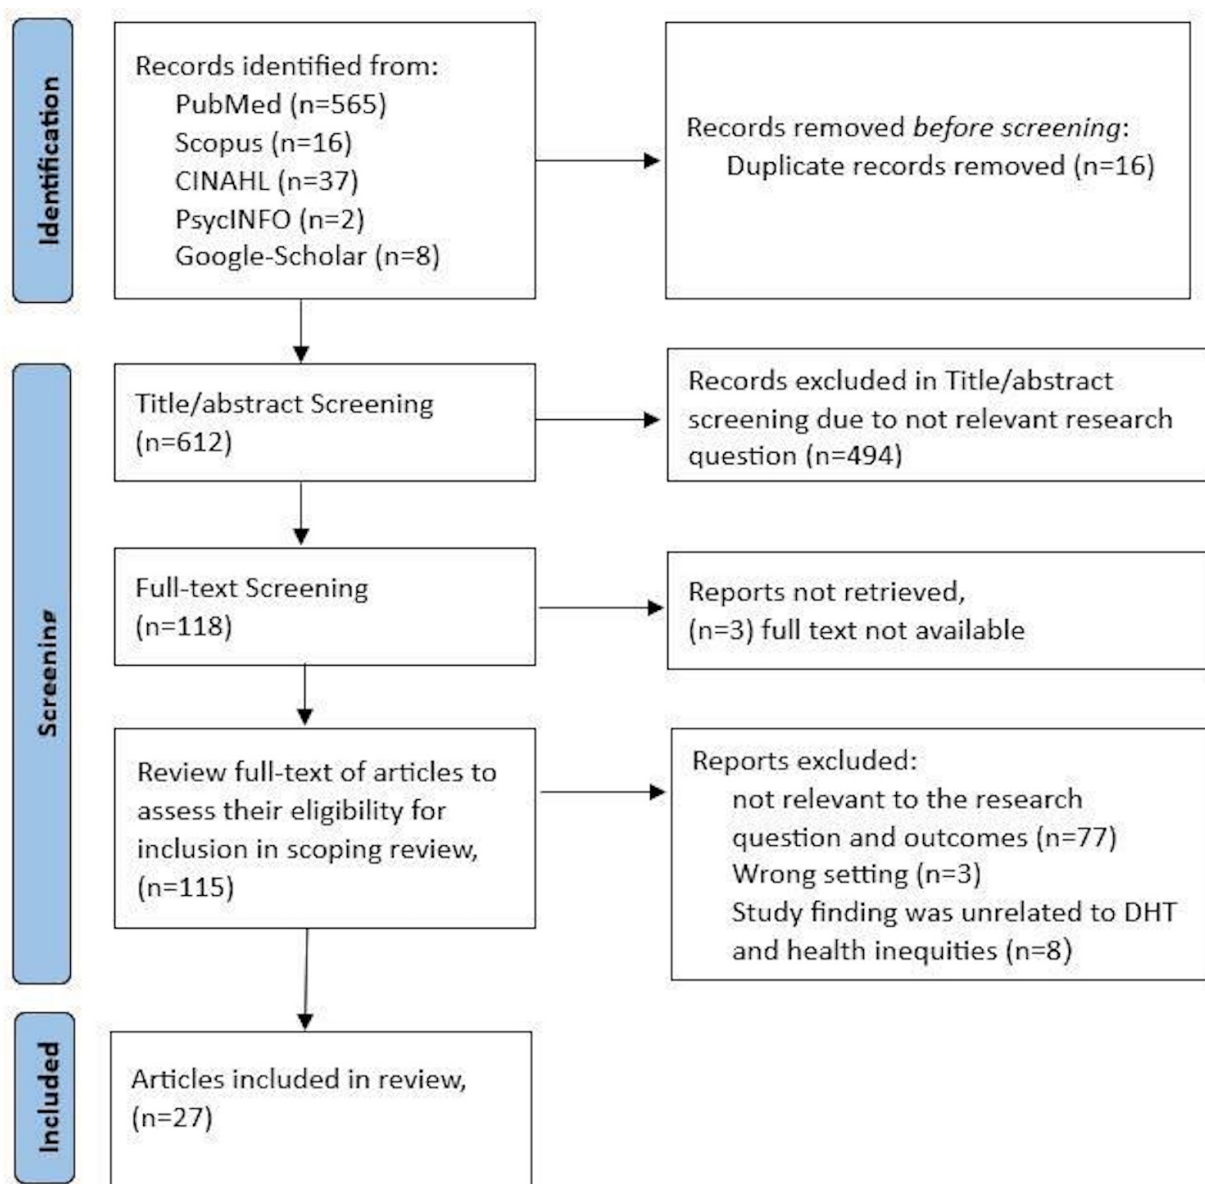 Identification
Records identified from:
PubMed (n=565)
Scopus (n=16)
CINAHL (n=37)
PsycINFO (n=2)
Google-Scholar (n=8)
Records removed before screening:
Duplicate records removed (n=16)
Screening
Title/abstract Screening
(n=612)
Records excluded in Title/abstract
screening due to not relevant research
question (n=494)
Full-text Screening
(n=118)
Reports not retrieved,
(n=3) full text not available
Review full-text of articles to
assess their eligibility for
inclusion in scoping review,
(n=115)
Reports excluded:
not relevant to the research
question and outcomes (n=77)
Wrong setting (n=3)
Study finding was unrelated to DHT
and health inequities (n=8)
Included
Articles included in review,
(n=27)